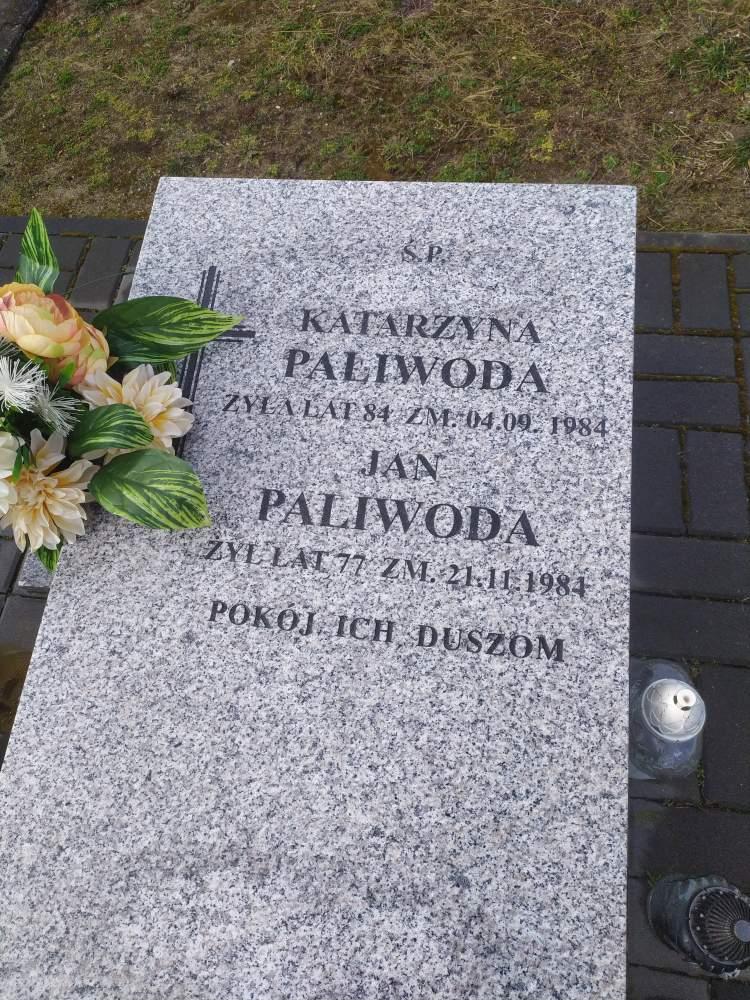 Ś.P.
KATARZYNA
PALIWODA
ŻYŁA LAT 84 ZM. 04.09. 1984
JAN
PALIWODA
ŻYŁ LAT 77 ZM. 21.11.1984
POKÓJ ICH DUSZOM